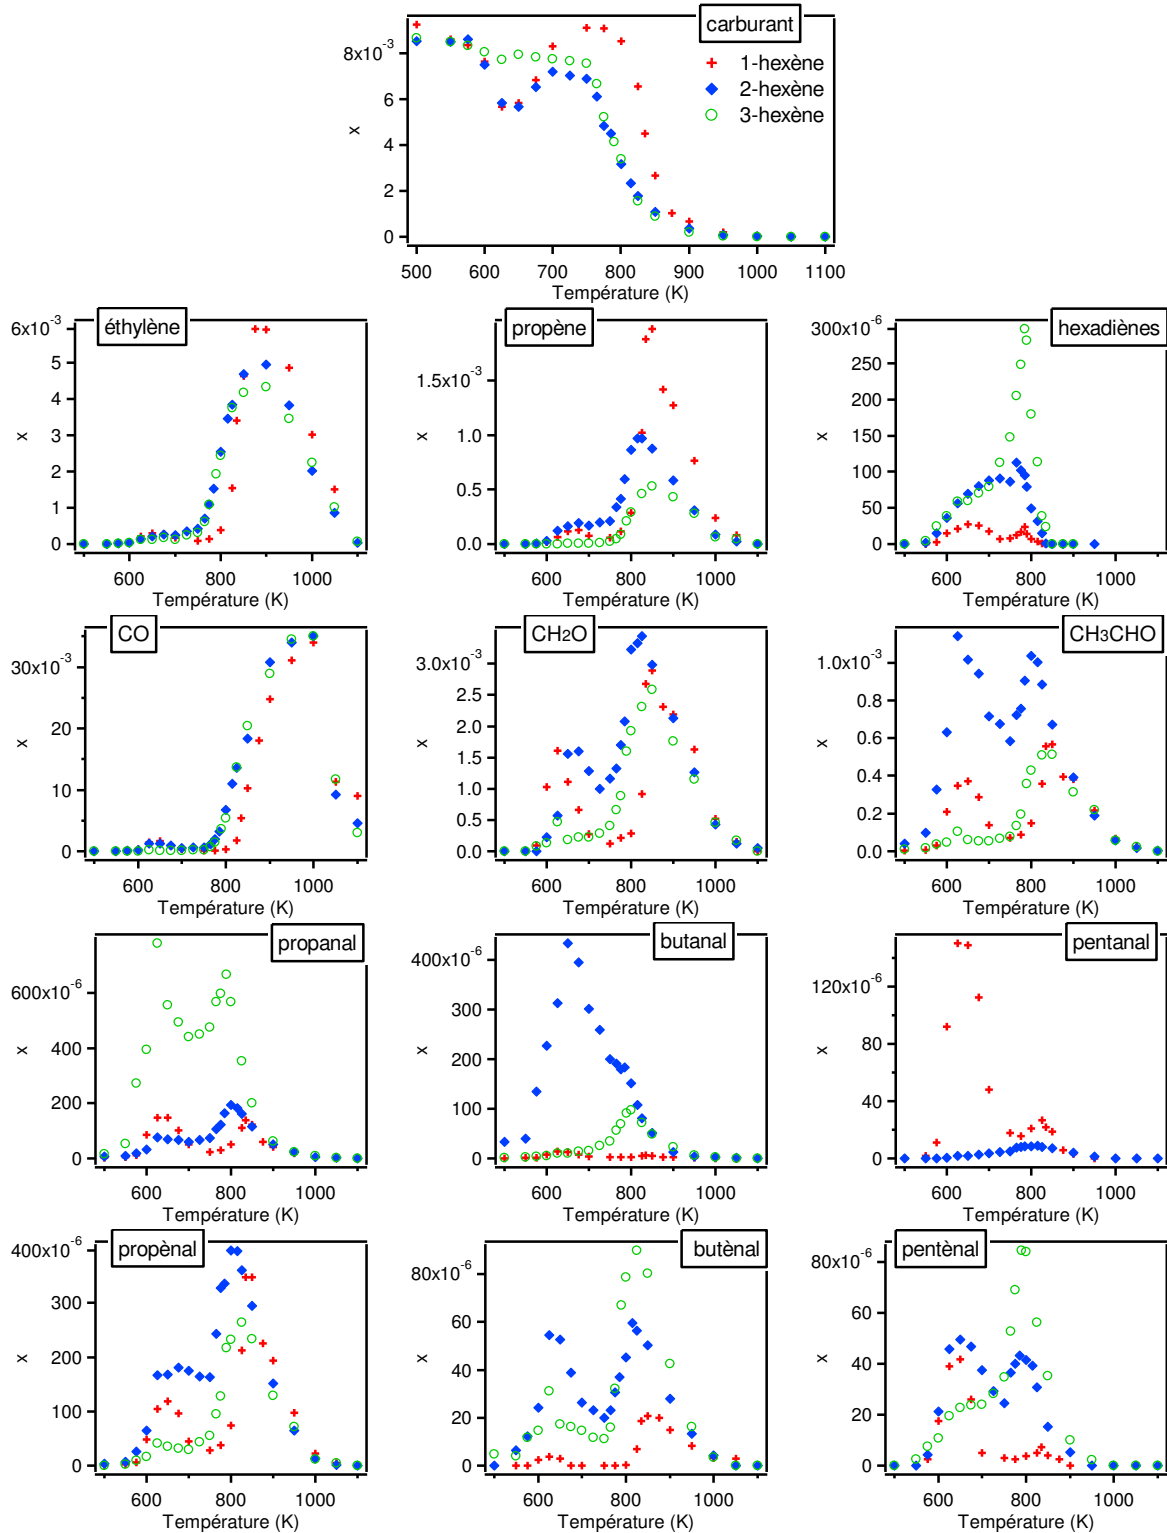 carburant
1-hexène
2-hexène
3-hexène
8x10-3
6
4
2
0
x
500 600 700 800 900 1000 1100
Température (K)
éthylène
6x10-3
5
4
3
2
1
0
x
600 800 1000
Température (K)
propène
1.5x10-3
1.0
0.5
0.0
x
600 800 1000
Température (K)
hexadiènes
300x10-6
250
200
150
100
50
0
x
600 800 1000
Température (K)
CO
30x10-3
20
10
0
x
600 800 1000
Température (K)
CH2O
3.0x10-3
2.5
2.0
1.5
1.0
0.5
0.0
x
600 800 1000
Température (K)
CH3CHO
1.0x10-3
0.8
0.6
0.4
0.2
0.0
x
600 800 1000
Température (K)
propanal
600x10-6
400
200
0
x
600 800 1000
Température (K)
butanal
400x10-6
300
200
100
0
x
600 800 1000
Température (K)
pentanal
120x10-6
80
40
0
x
600 800 1000
Température (K)
propènal
400x10-6
300
200
100
0
x
600 800 1000
Température (K)
butènal
80x10-6
60
40
20
0
x
600 800 1000
Température (K)
pentènal
80x10-6
60
40
20
0
x
600 800 1000
Température (K)